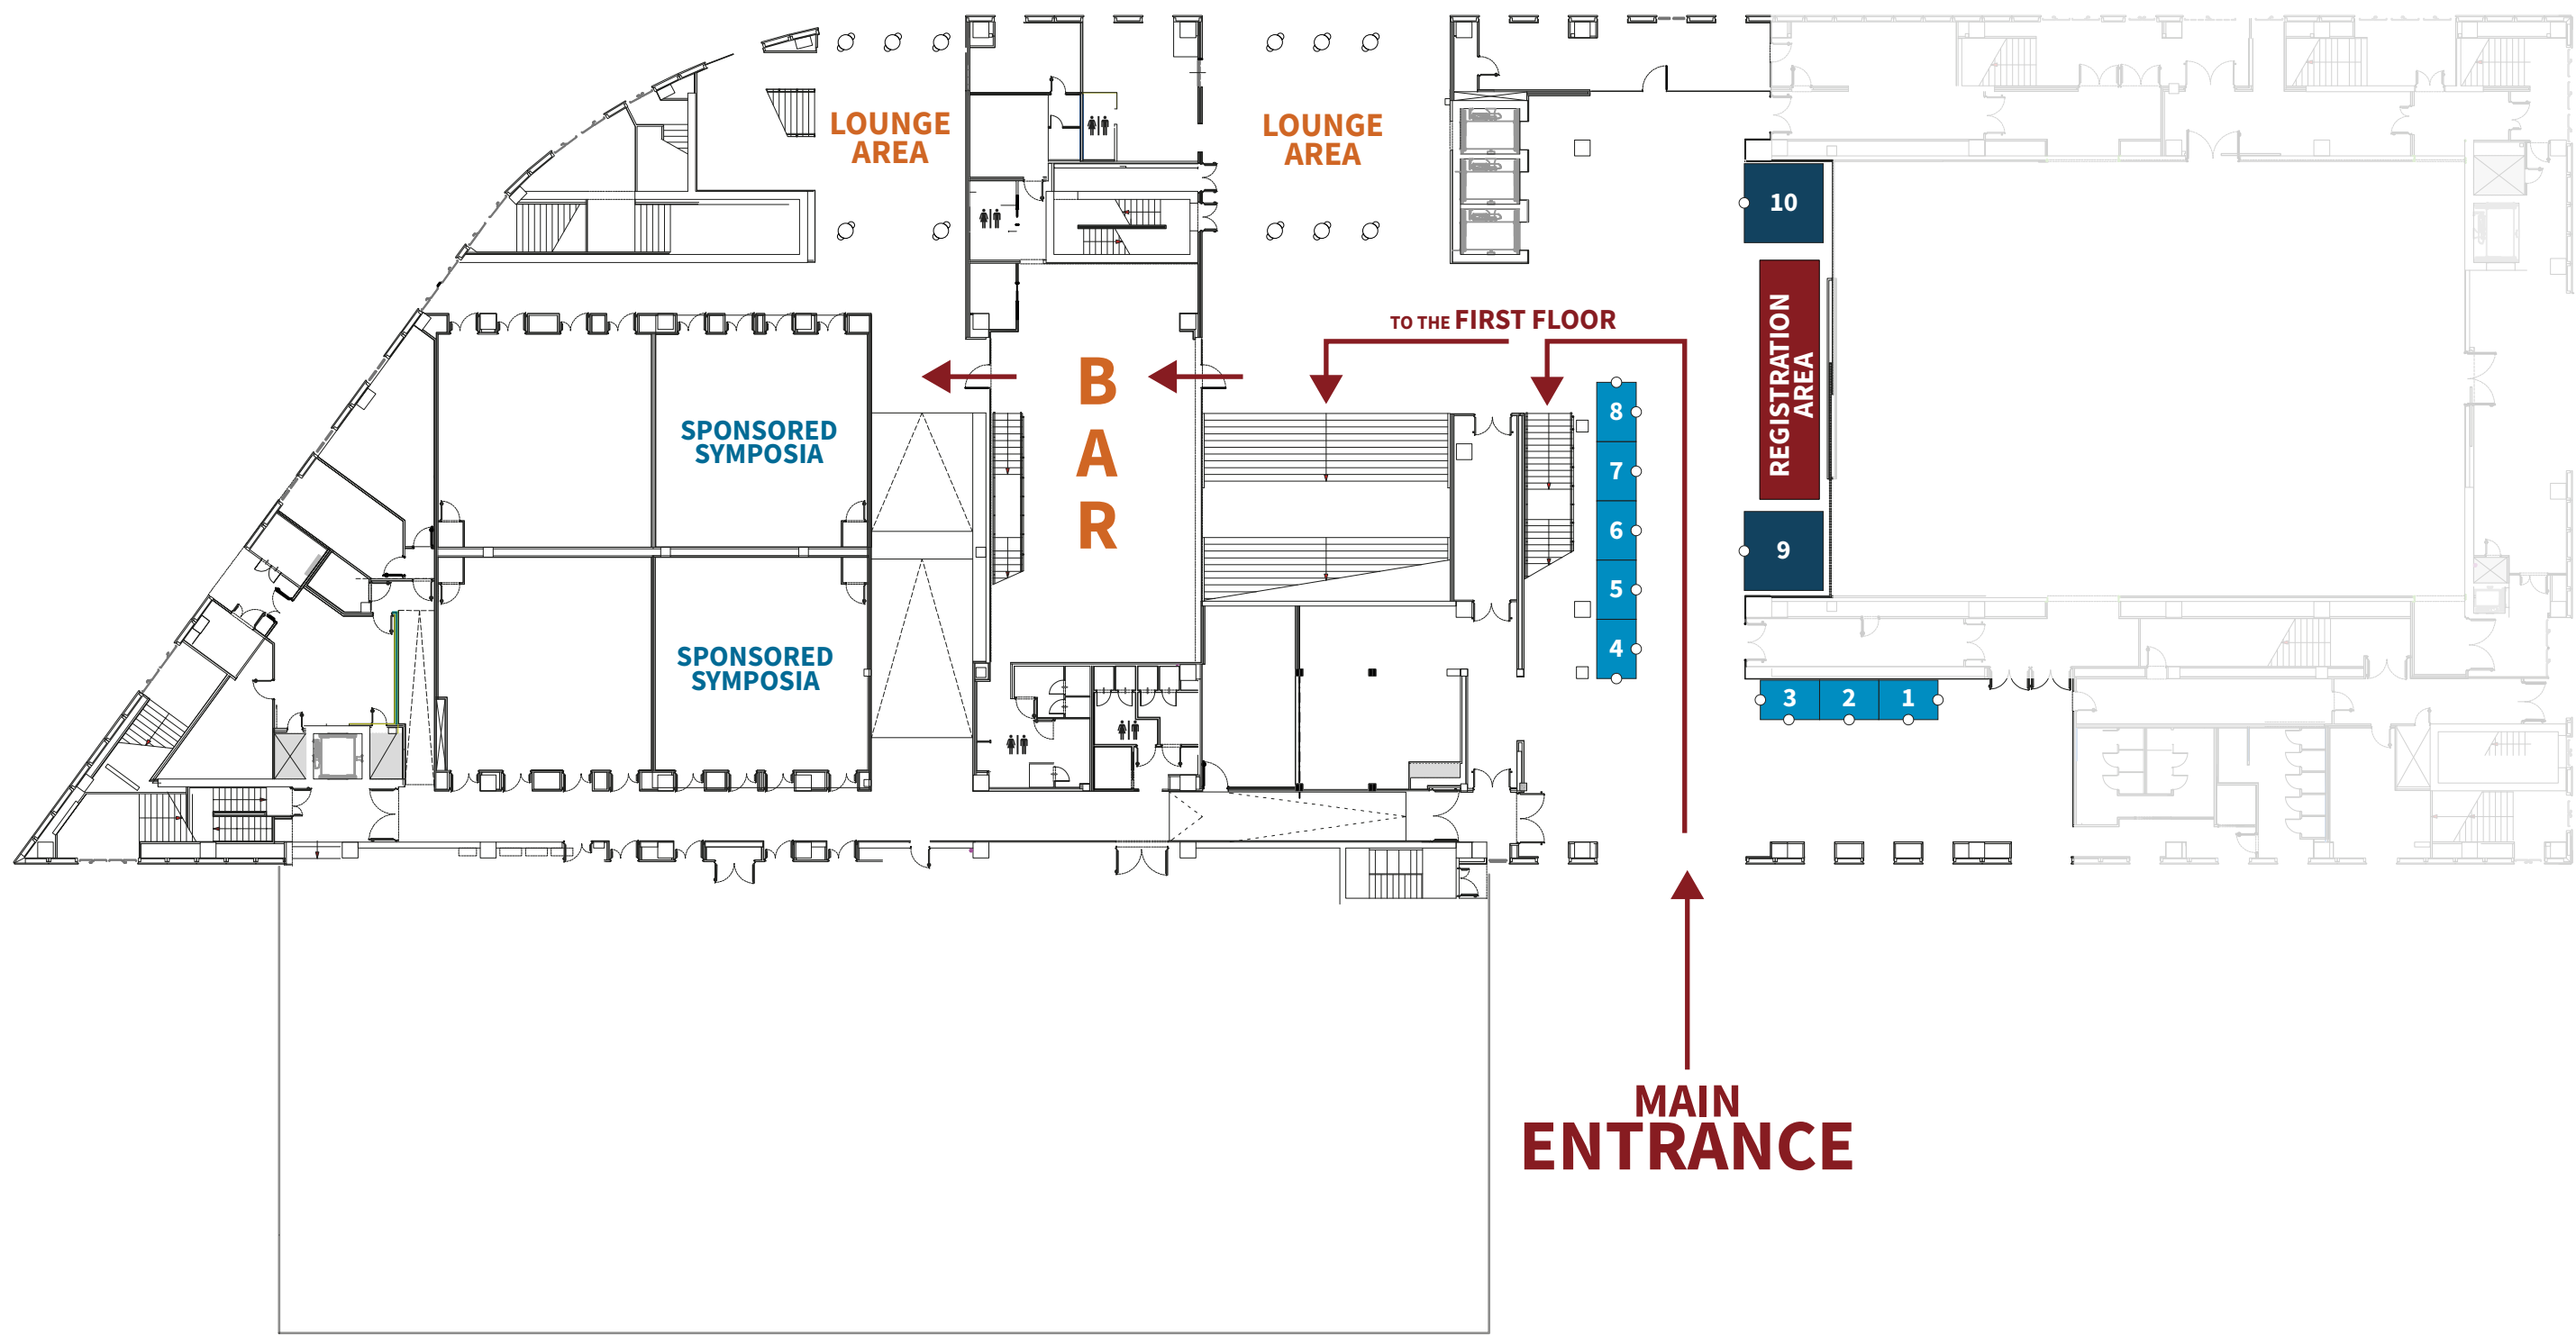 LOUNGE
AREA
LOUNGE
AREA
10
REGISTRATION
AREA
9
TO THE FIRST FLOOR
B
A
R
SPONSORED
SYMPOSIA
SPONSORED
SYMPOSIA
8
7
6
5
4
3 2 1
MAIN
ENTRANCE